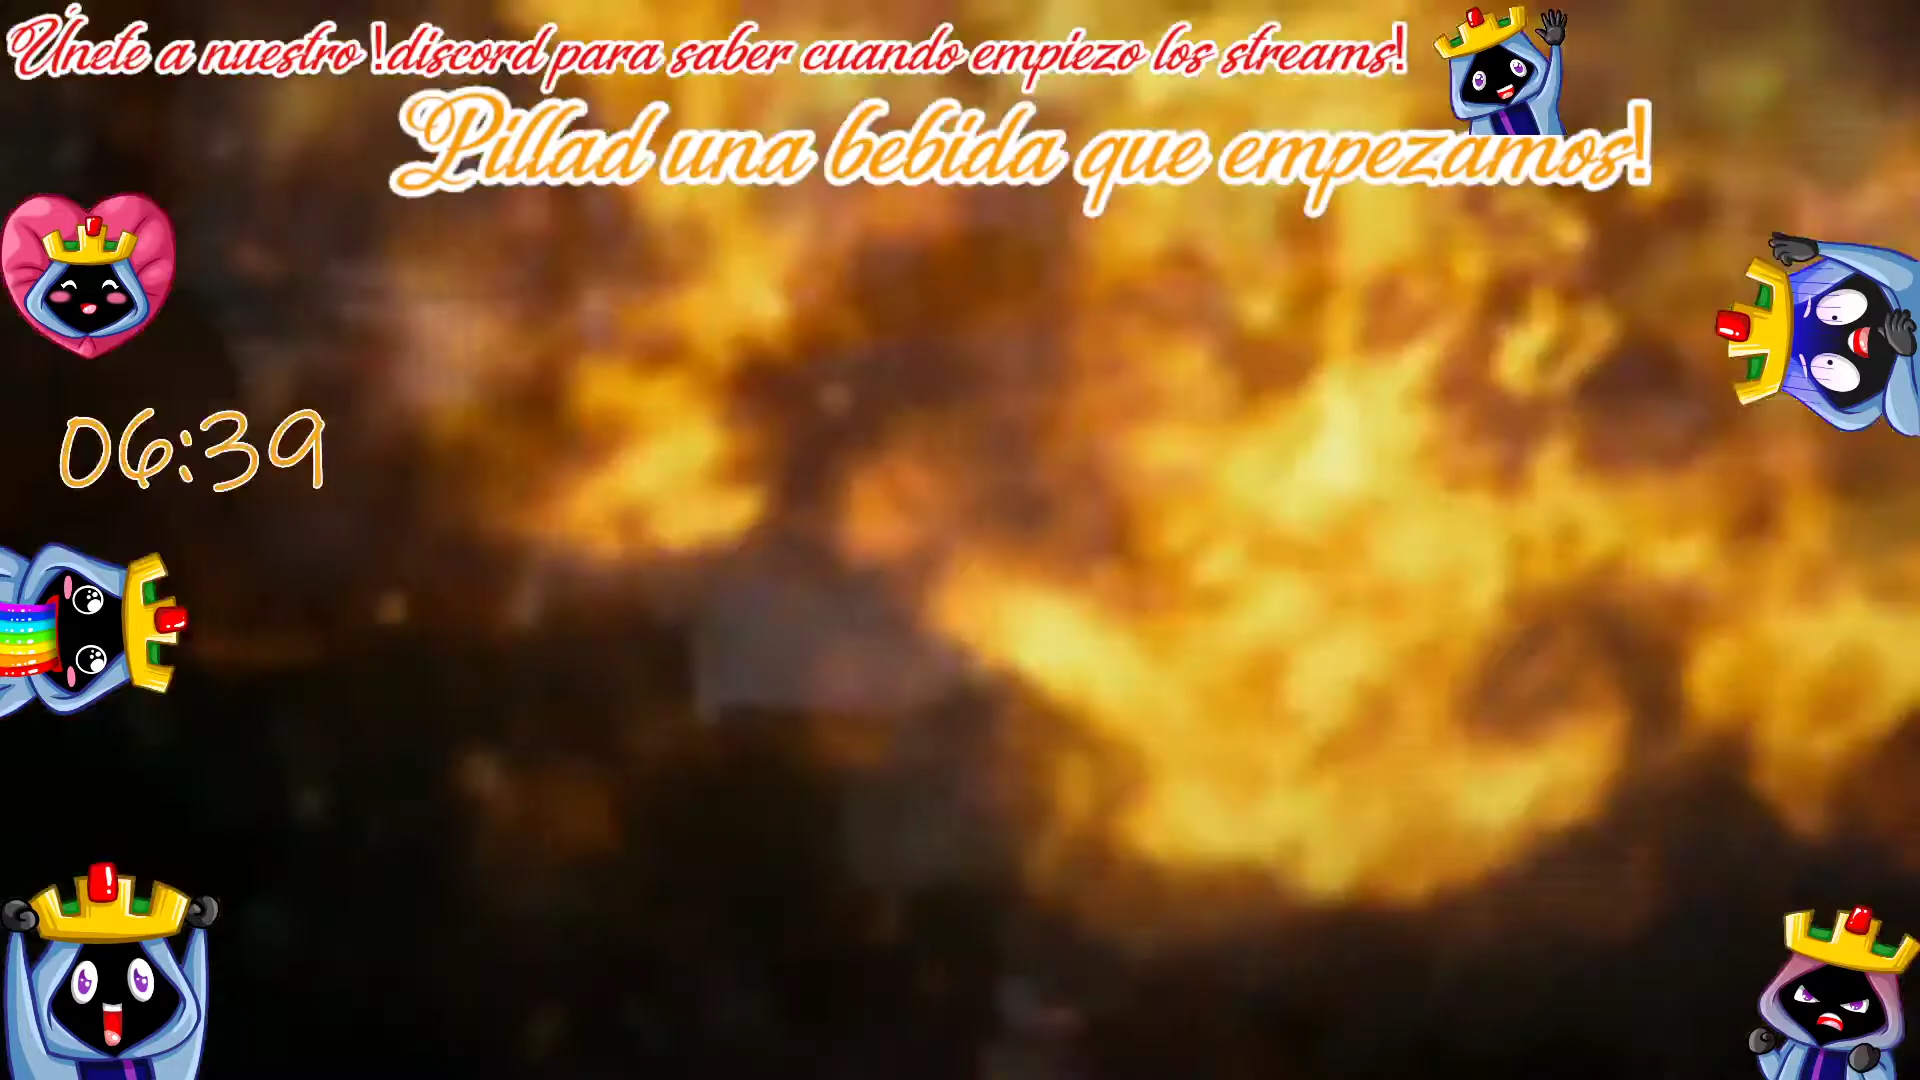 Únete a nuestro !discord para saber cuando empiezo los streams!
Pillad una bebida que empezamos!
06:39